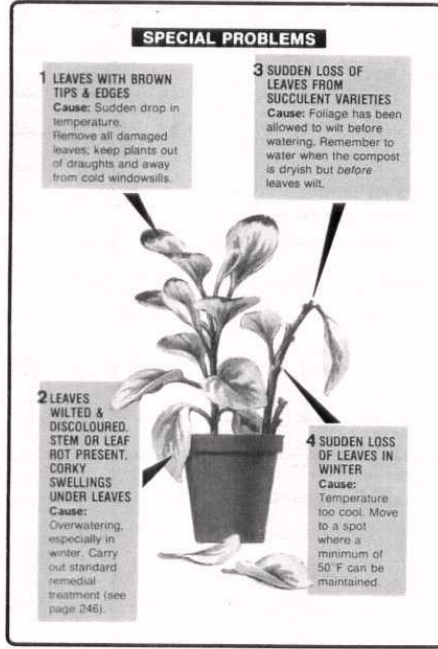 SPECIAL PROBLEMS
1 LEAVES WITH BROWN
TIPS & EDGES
Cause: Sudden drop in
temperature.
Remove all damaged
leaves; keep plants out
of draughts and away
from cold windowsills.
3 SUDDEN LOSS OF
LEAVES FROM
SUCCULENT VARIETIES
Cause: Foliage has been
allowed to wilt before
watering. Remember to
water when the compost
is dryish but before
leaves wilt.
2 LEAVES
WILTED &
DISCOLOURED.
STEM OR LEAF
ROT PRESENT.
CORKY
SWELLINGS
UNDER LEAVES
Cause:
Overwatering,
especially in
winter. Carry
out standard
remedial
treatment (see
page 246).
4 SUDDEN LOSS
OF LEAVES IN
WINTER
Cause:
Temperature
too cool. Move
to a spot
where a
minimum of
50°F can be
maintained.